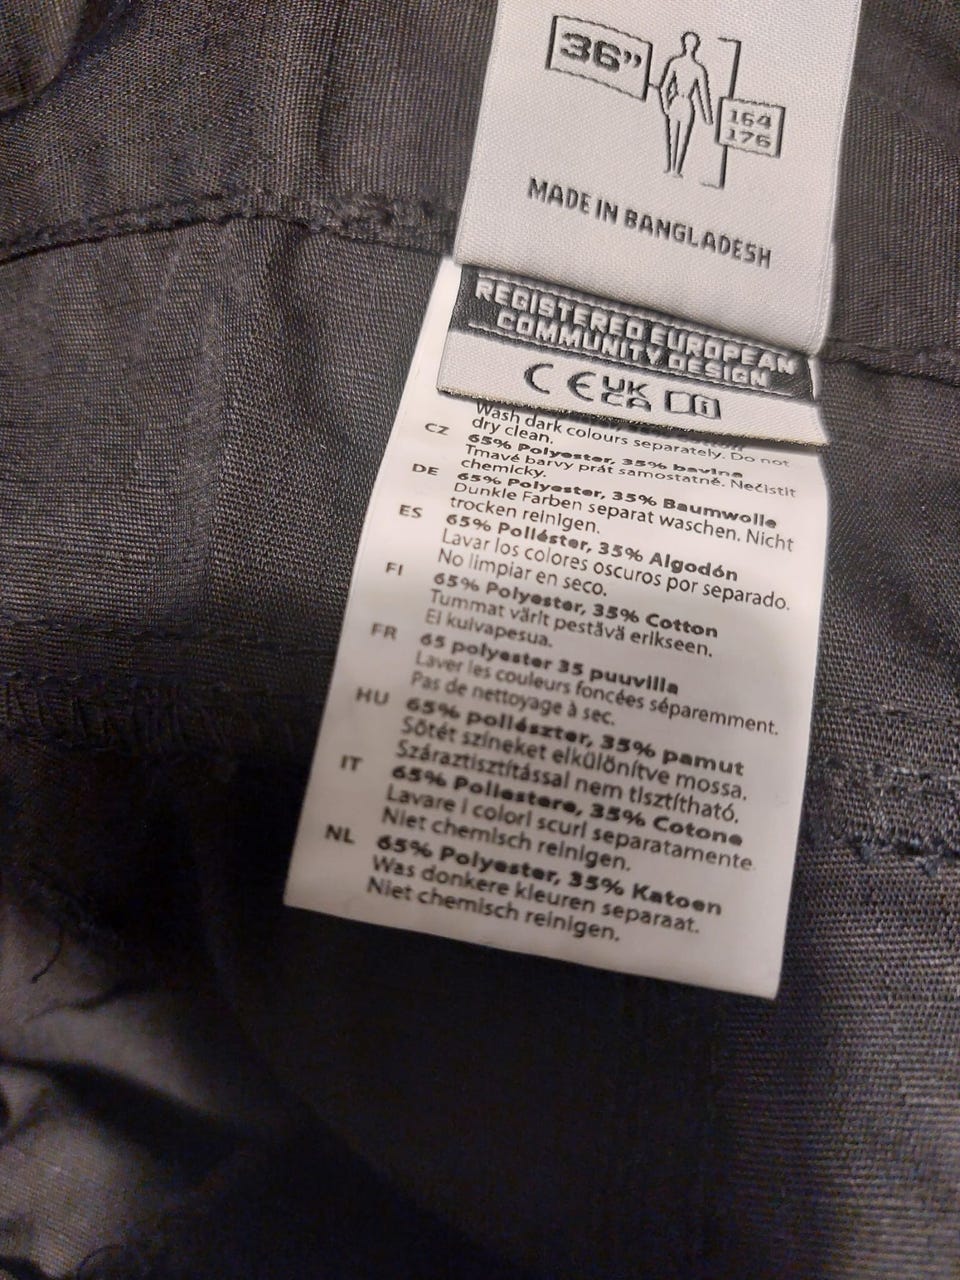 36”
164
176
MADE IN BANGLADESH
REGISTERED EUROPEAN
COMMUNITY DESIGN
CE UK
CA i
Wash dark colours separately. Do not
dry clean.
CZ 65% Polyester, 35% bavlna
Tmavé barvy prát samostatně. Nečistit
chemicky.
DE 65% Polyester, 35% Baumwolle
Dunkle Farben separat waschen. Nicht
trocken reinigen.
ES 65% Poliéster, 35% Algodón
Lavar los colores oscuros por separado.
No limpiar en seco.
FI 65% Polyester, 35% Cotton
Tummat värit pestävä erikseen.
Ei kuivapesua.
FR 65 polyester 35 puuvilla
Laver les couleurs foncées séparemment.
Pas de nettoyage à sec.
HU 65% poliészter, 35% pamut
Sötét színeket elkülönítve mossa.
Száraztisztítással nem tisztítható.
IT 65% Poliestere, 35% Cotone
Lavare i colori scuri separatamente
Niet chemisch reinigen.
NL 65% Polyester, 35% Katoen
Was donkere kleuren separaat.
Niet chemisch reinigen.